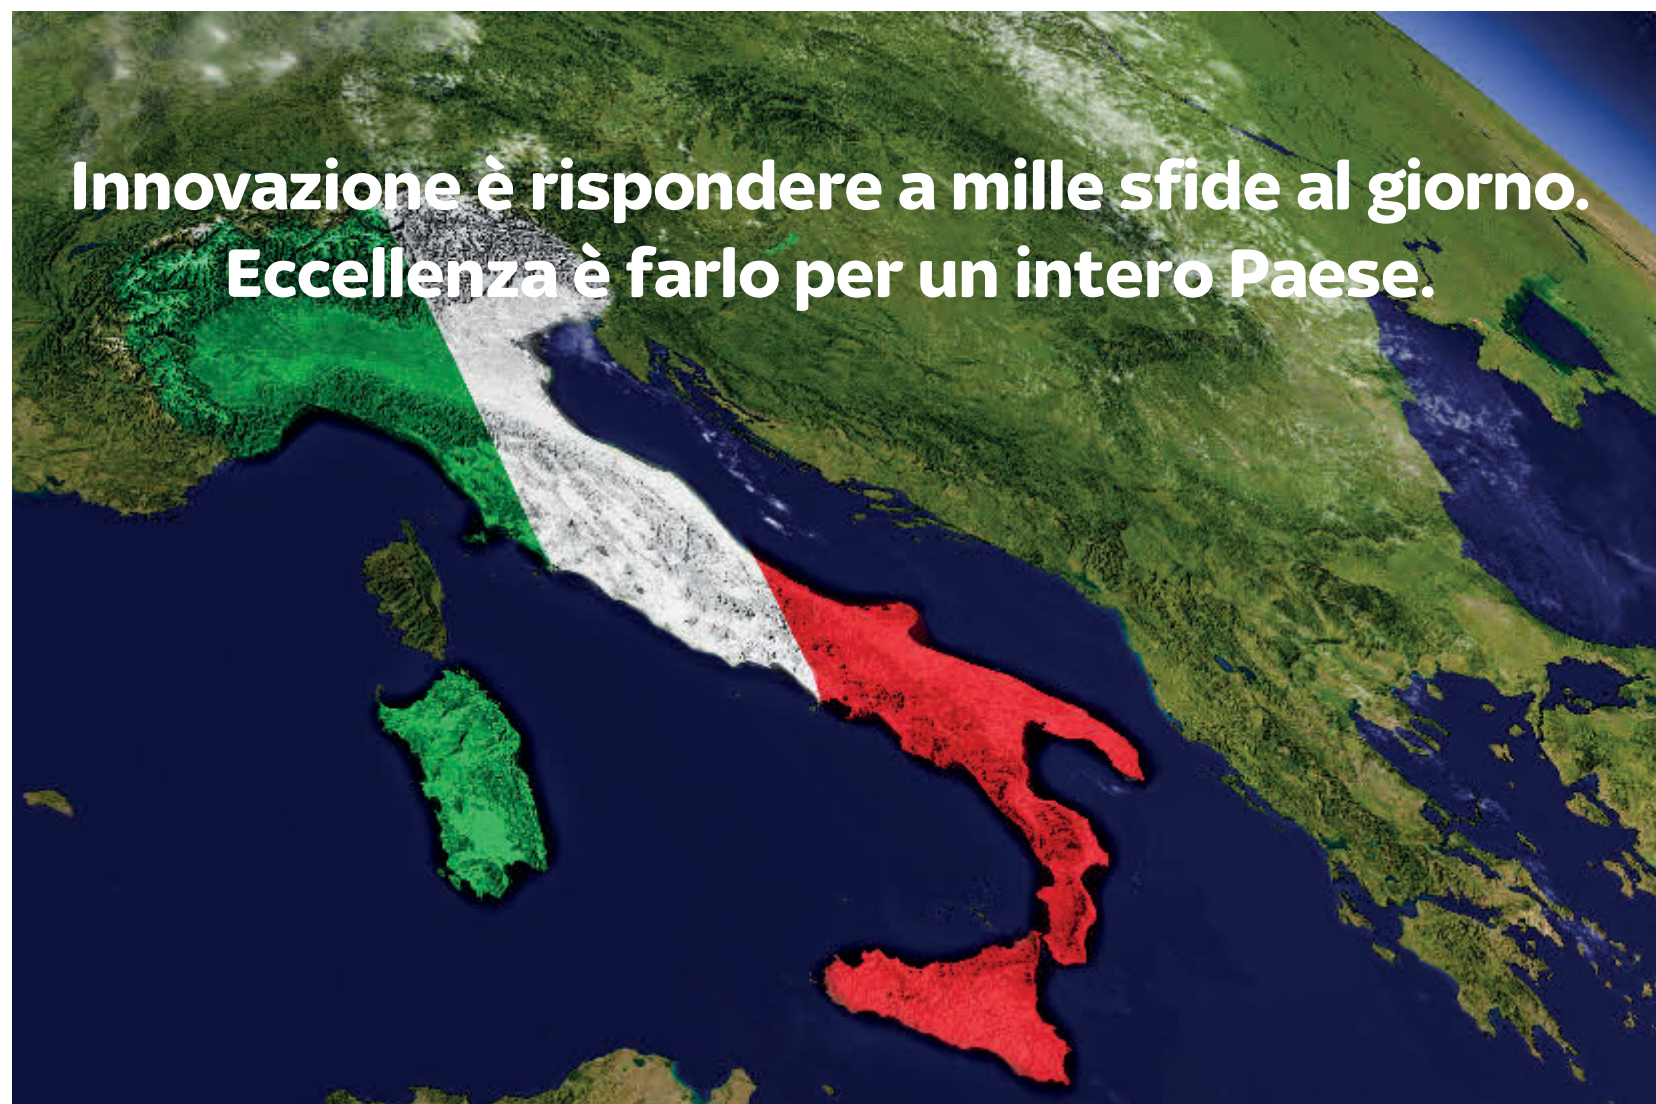 Innovazione è rispondere a mille sfide al giorno.
Eccellenza è farlo per un intero Paese.